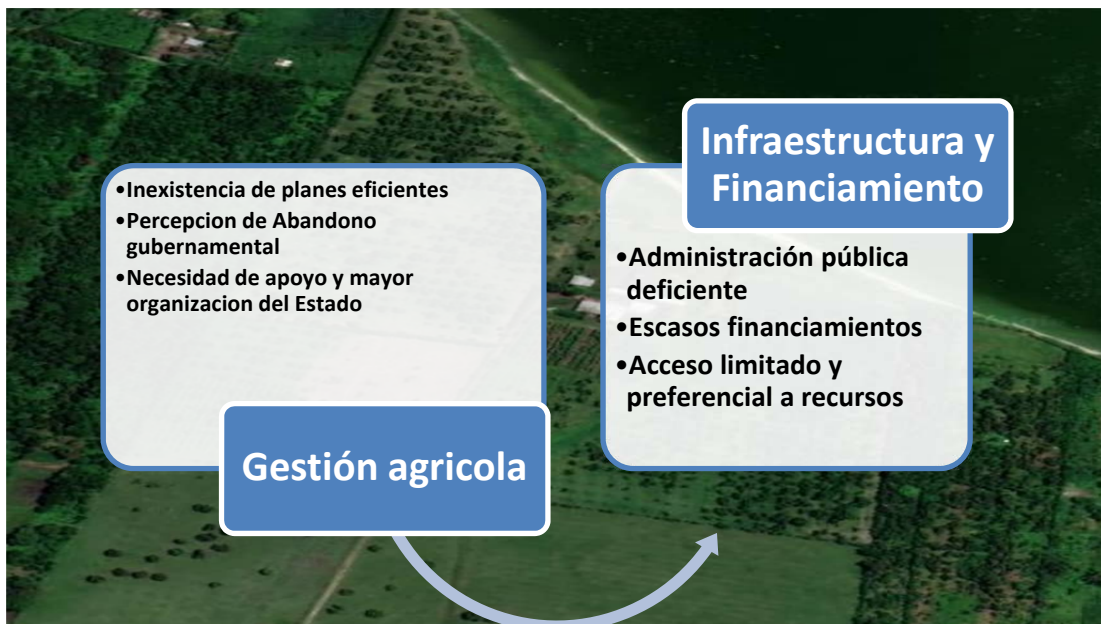 •Inexistencia de planes eficientes
•Percepcion de Abandono
gubernamental
•Necesidad de apoyo y mayor
organizacion del Estado
Gestión agricola
Infraestructura y
Financiamiento
•Administración pública
deficiente
•Escasos financiamientos
•Acceso limitado y
preferencial a recursos